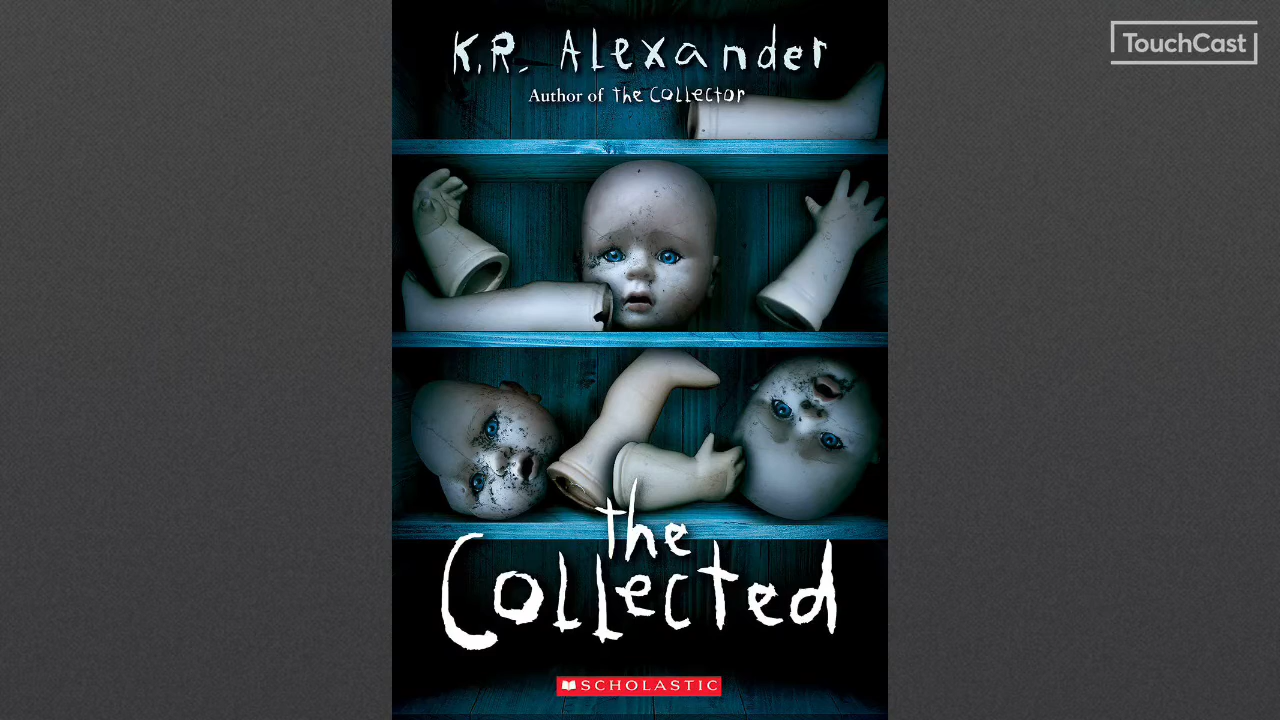 K.R. Alexander
Author of the Collector
TouchCast
the
Collected
SCHOLASTIC